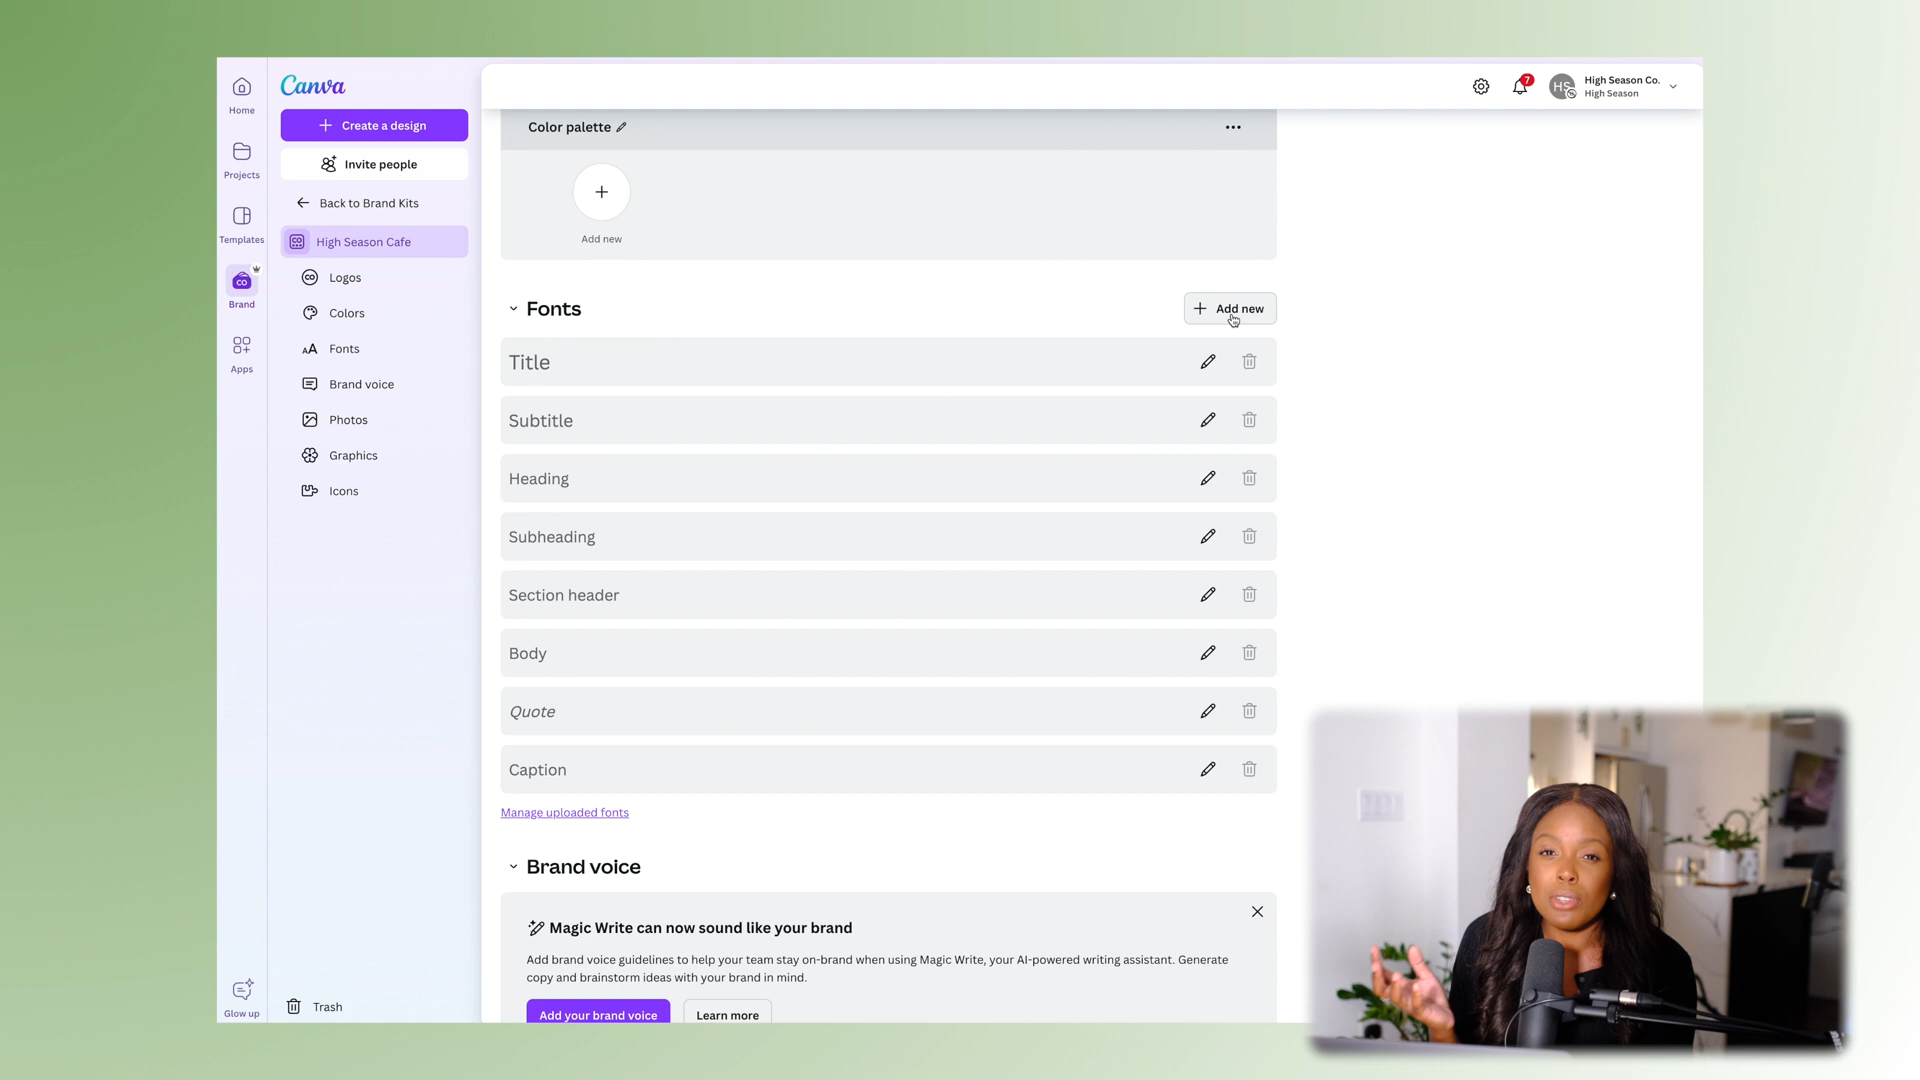 Home
Projects
Templates
Brand
Apps
Glow up
Canva
Create a design
Invite people
Back to Brand Kits
High Season Cafe
Logos
Colors
Fonts
Brand voice
Photos
Graphics
Icons
Trash
7
HS
High Season Co.
High Season
Color palette
Add new
Fonts
Add new
Title
Subtitle
Heading
Subheading
Section header
Body
Quote
Caption
Manage uploaded fonts
Brand voice
Magic Write can now sound like your brand
Add brand voice guidelines to help your team stay on-brand when using Magic Write, your AI-powered writing assistant. Generate
copy and brainstorm ideas with your brand in mind.
Add your brand voice
Learn more